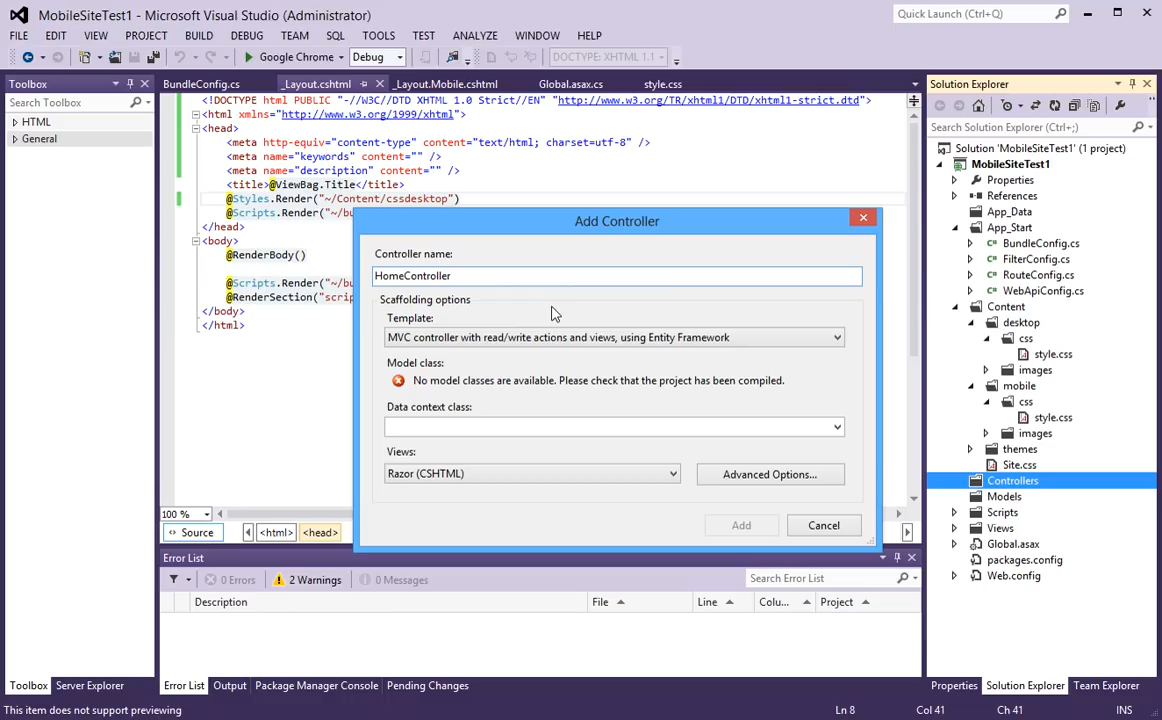 MobileSiteTest1 - Microsoft Visual Studio (Administrator)
Quick Launch (Ctrl+Q)
FILE EDIT VIEW PROJECT BUILD DEBUG TEAM SQL TOOLS TEST ANALYZE WINDOW HELP
Google Chrome Debug DOCTYPE: XHTML 1.1
Toolbox
Search Toolbox
HTML
General
BundleConfig.cs _Layout.cshtml _Layout.Mobile.cshtml Global.asax.cs style.css
<!DOCTYPE html PUBLIC "-//W3C//DTD XHTML 1.0 Strict//EN" "http://www.w3.org/TR/xhtml1/DTD/xhtml1-strict.dtd">
<html xmlns="http://www.w3.org/1999/xhtml">
<head>
<meta http-equiv="content-type" content="text/html; charset=utf-8" />
<meta name="keywords" content="" />
<meta name="description" content="" />
<title>@ViewBag.Title</title>
@Styles.Render("~/Content/cssdesktop")
@Scripts.Render("~/bu
</head>
<body>
@RenderBody()
@Scripts.Render("~/b
@RenderSection("scrip
</body>
</html>
100 %
Source <html> <head>
Add Controller
Controller name:
HomeController
Scaffolding options
Template:
MVC controller with read/write actions and views, using Entity Framework
Model class:
No model classes are available. Please check that the project has been compiled.
Data context class:
Views:
Razor (CSHTML)
Advanced Options...
Add
Cancel
Error List
0 Errors 2 Warnings 0 Messages
Search Error List
Description File Line Colu... Project
Solution Explorer
Search Solution Explorer (Ctrl+;)
Solution 'MobileSiteTest1' (1 project)
MobileSiteTest1
Properties
References
App_Data
App_Start
BundleConfig.cs
FilterConfig.cs
RouteConfig.cs
WebApiConfig.cs
Content
desktop
css
style.css
images
mobile
css
style.css
images
themes
Site.css
Controllers
Models
Scripts
Views
Global.asax
packages.config
Web.config
Toolbox Server Explorer
Error List Output Package Manager Console Pending Changes
Properties Solution Explorer Team Explorer
This item does not support previewing
Ln 8 Col 41 Ch 41 INS